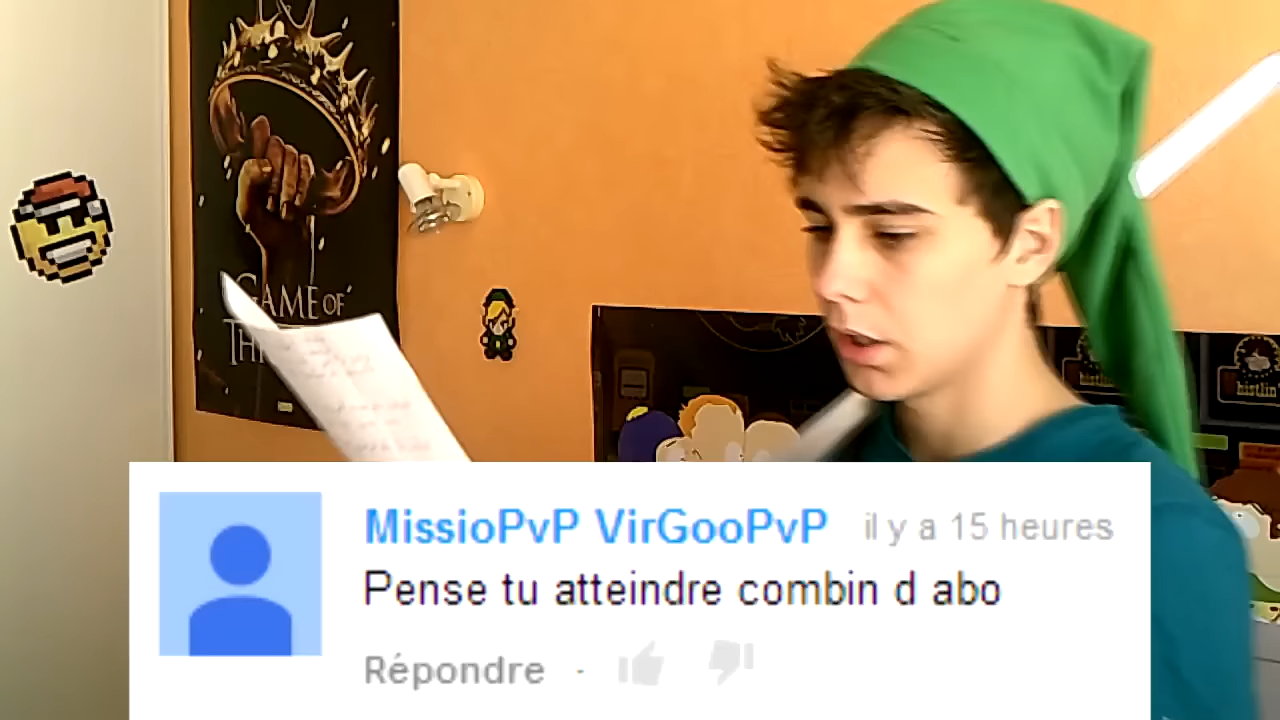 GAME OF
MissioPvP VirGooPvP il y a 15 heures
Pense tu atteindre combin d abo
Répondre ·